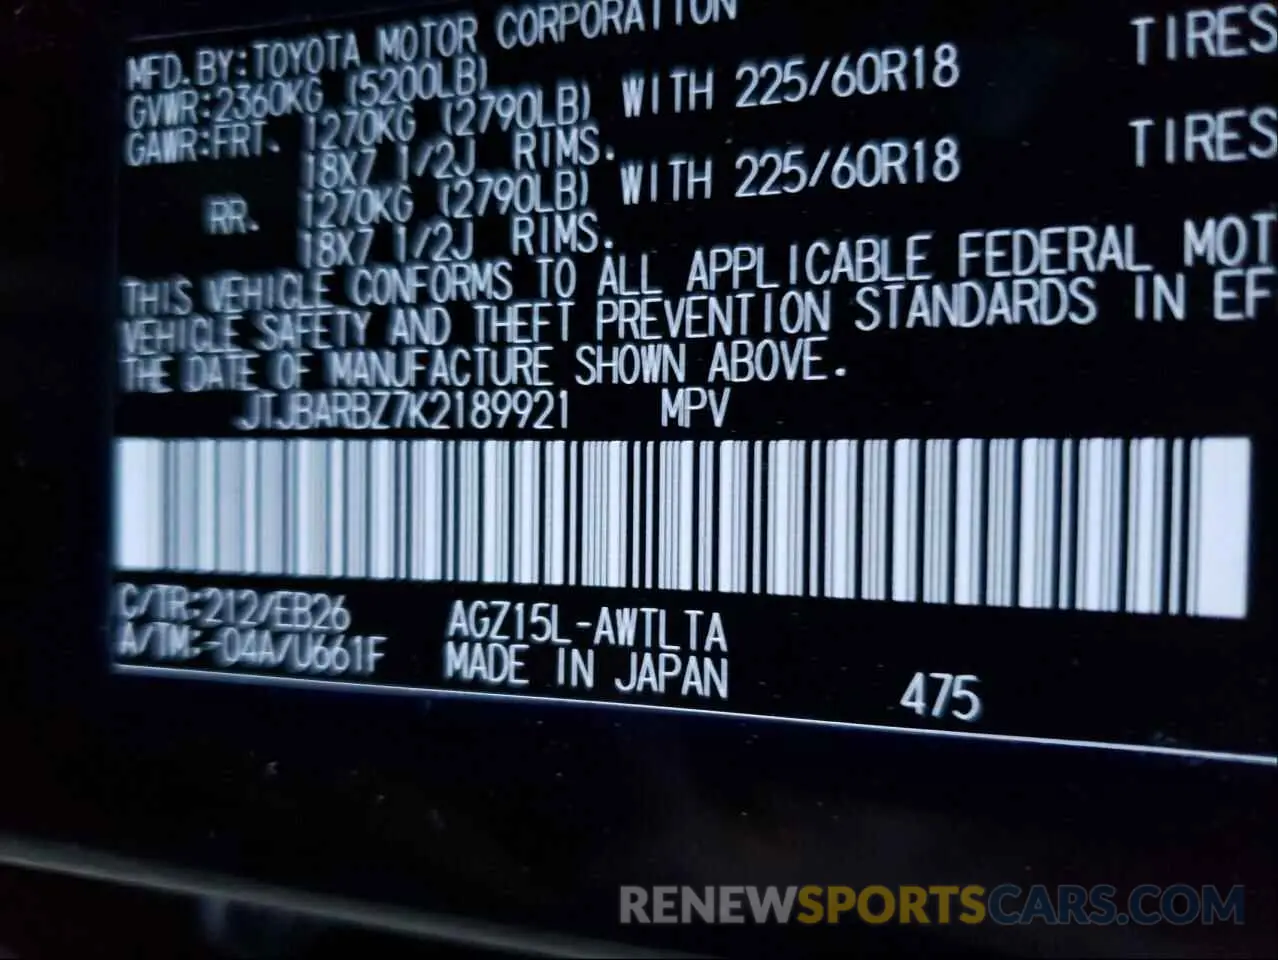 MFD. BY: TOYOTA MOTOR CORPORATION
GVWR: 2360KG (5200LB)
GAWR: FRT. 1270KG (2790LB) WITH 225/60R18 TIRES
18X7 1/2J RIMS.
RR. 1270KG (2790LB) WITH 225/60R18 TIRES
18X7 1/2J RIMS.
THIS VEHICLE CONFORMS TO ALL APPLICABLE FEDERAL MOT
VEHICLE SAFETY AND THEFT PREVENTION STANDARDS IN EF
THE DATE OF MANUFACTURE SHOWN ABOVE.
JTJBARBZ7K2189921 MPV
C/TR: 212/EB26 AGZ15L-AWTLTA
A/TM: -04A/U661F MADE IN JAPAN 475
RENEWSPORTSCARS.COM